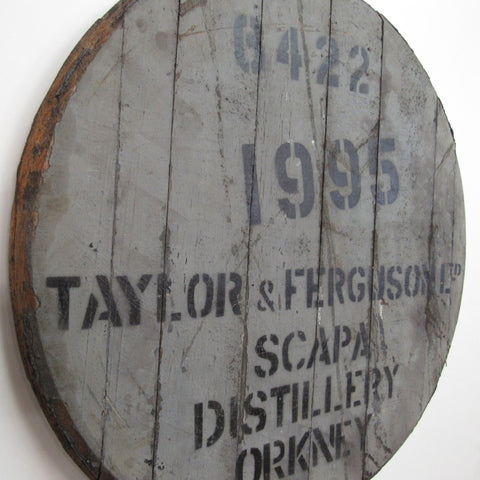 6422
1995
TAYLOR & FERGUSON LTD
SCAPA
DISTILLERY
ORKNEY